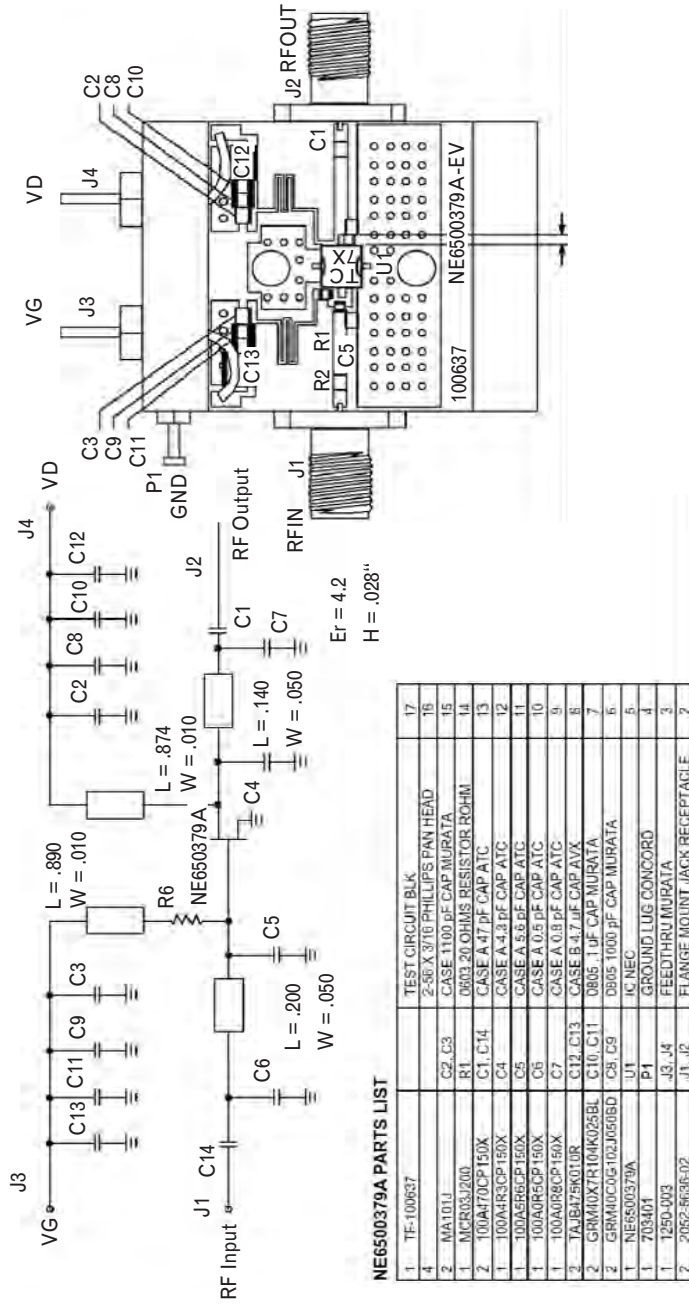 J3
VG
C13
C11
C9
C3
L = .890
W = .010
R6
J1
RF Input
C14
C6
L = .200
W = .050
C5
NE650379A
C4
L = .874
W = .010
C2
C8
C10
C12
J4
VD
L = .140
W = .050
C7
C1
J2
RF Output
Er = 4.2
H = .028“
VG
VD
J3
J4
C3
C9
C11
P1
GND
C2
C8
C10
C13
C12
J1
RFIN
R2
R1
C5
TC
7X
U1
C1
J2 RFOUT
100637
NE6500379A-EV
NE6500379A PARTS LIST
1 TF-100637 TEST CIRCUIT BLK 17
4 2-56 X 3/16 PHILLIPS PAN HEAD 16
2 MA101J C2, C3 CASE 1100 pF CAP MURATA 15
1 MCR03J200 R1 0603 20 OHMS RESISTOR ROHM 14
2 100A470CP150X C1, C14 CASE A 47 pF CAP ATC 13
1 100A4R3CP150X C4 CASE A 4.3 pF CAP ATC 12
1 100A5R6CP150X C5 CASE A 5.6 pF CAP ATC 11
1 100A0R5CP150X C6 CASE A 0.5 pF CAP ATC 10
1 100A0R8CP150X C7 CASE A 0.8 pF CAP ATC 9
2 TAJB475K010R C12, C13 CASE B 4.7 uF CAP AVX 8
2 GRM40X7R104K025BL C10, C11 0805 .1 uF CAP MURATA 7
2 GRM40C0G102J050BD C8, C9 0805 1000 pF CAP MURATA 6
1 NE6500379A U1 IC NEC 5
1 703401 P1 GROUND LUG CONCORD 4
1 1250-003 J3, J4 FEEDTHRU MURATA 3
2 2052-5636-02 J1, J2 FLANGE MOUNT JACK RECEPTACLE 2